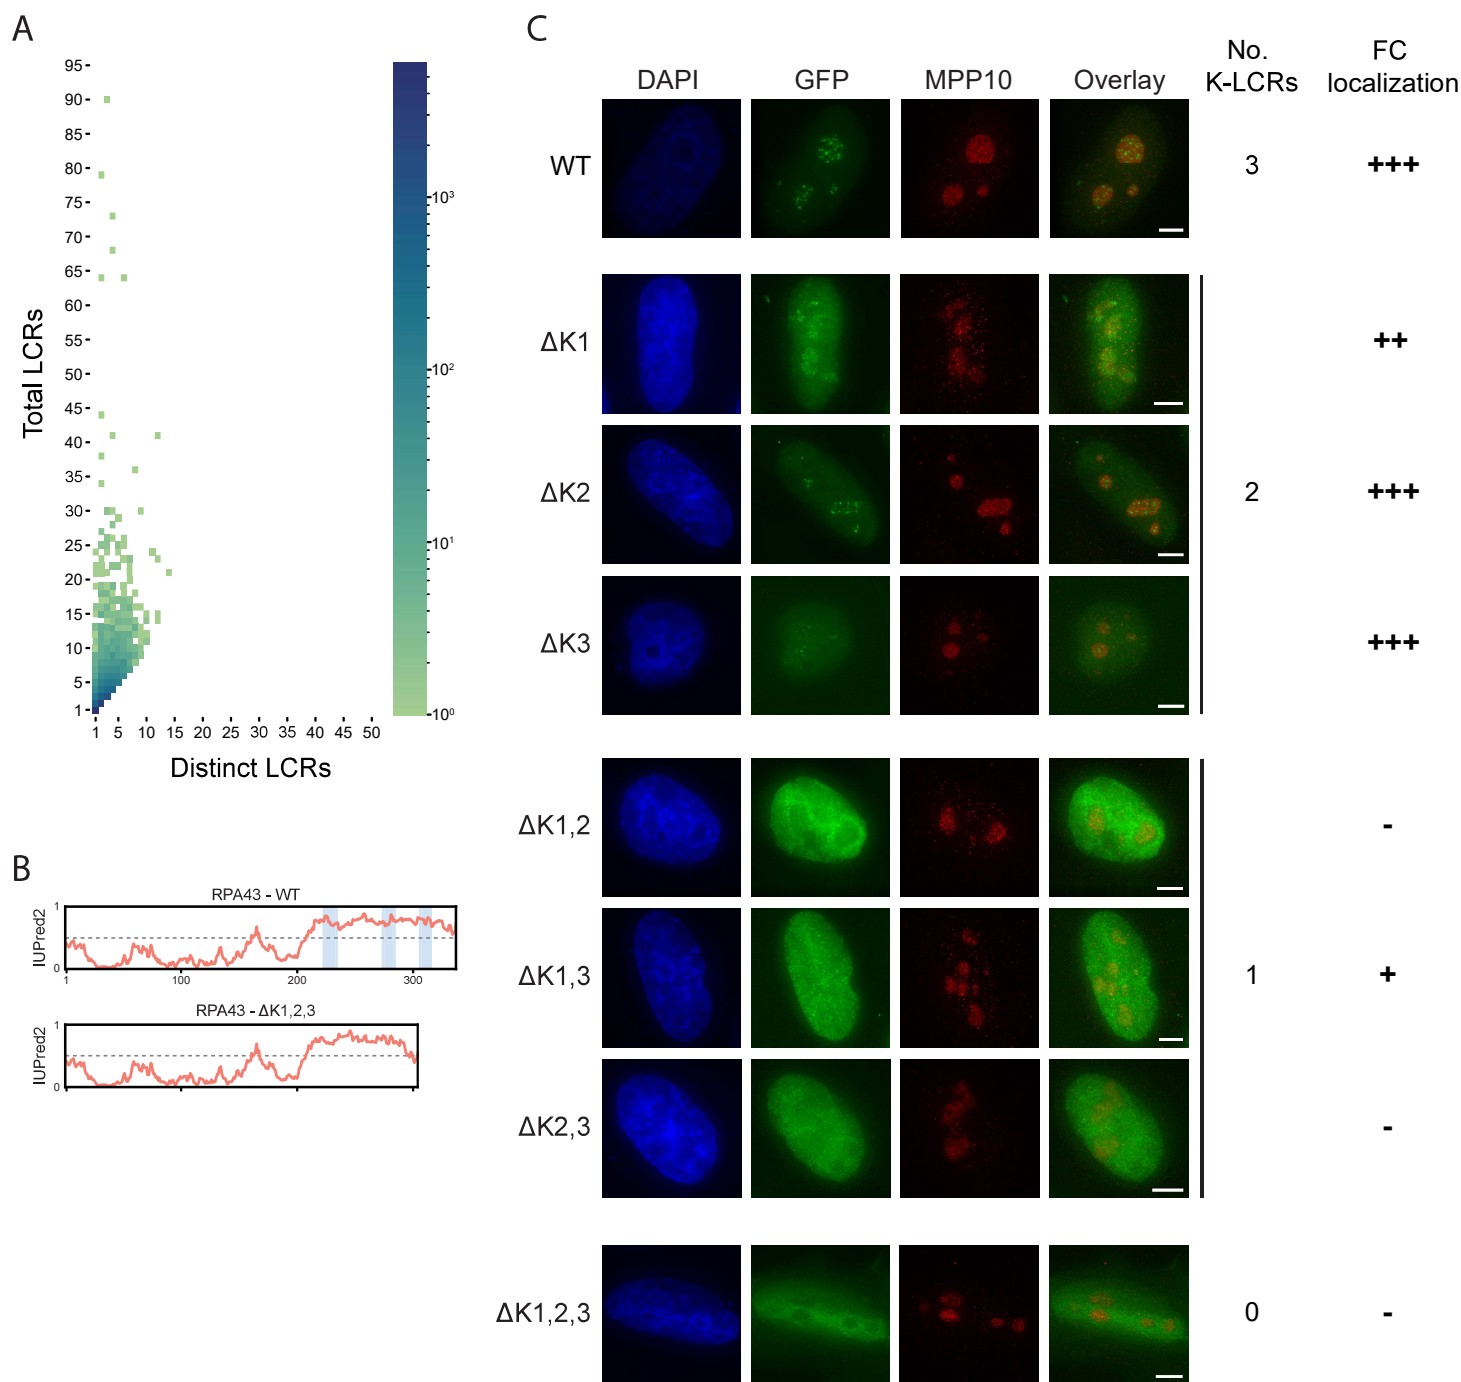 A
95
90
85
80
75
70
65
60
55
50
45
40
35
30
25
20
15
10
5
1
Total LCRs
1 5 10 15 20 25 30 35 40 45 50
Distinct LCRs
10³
10²
10¹
10⁰
B
RPA43 - WT
IUPred2
1
0
1 100 200 300
RPA43 - ΔK1,2,3
IUPred2
1
0
C
DAPI GFP MPP10 Overlay
No.
K-LCRs
FC
localization
WT 3 +++
ΔK1 ++
ΔK2 2 +++
ΔK3 +++
ΔK1,2 -
ΔK1,3 1 +
ΔK2,3 -
ΔK1,2,3 0 -